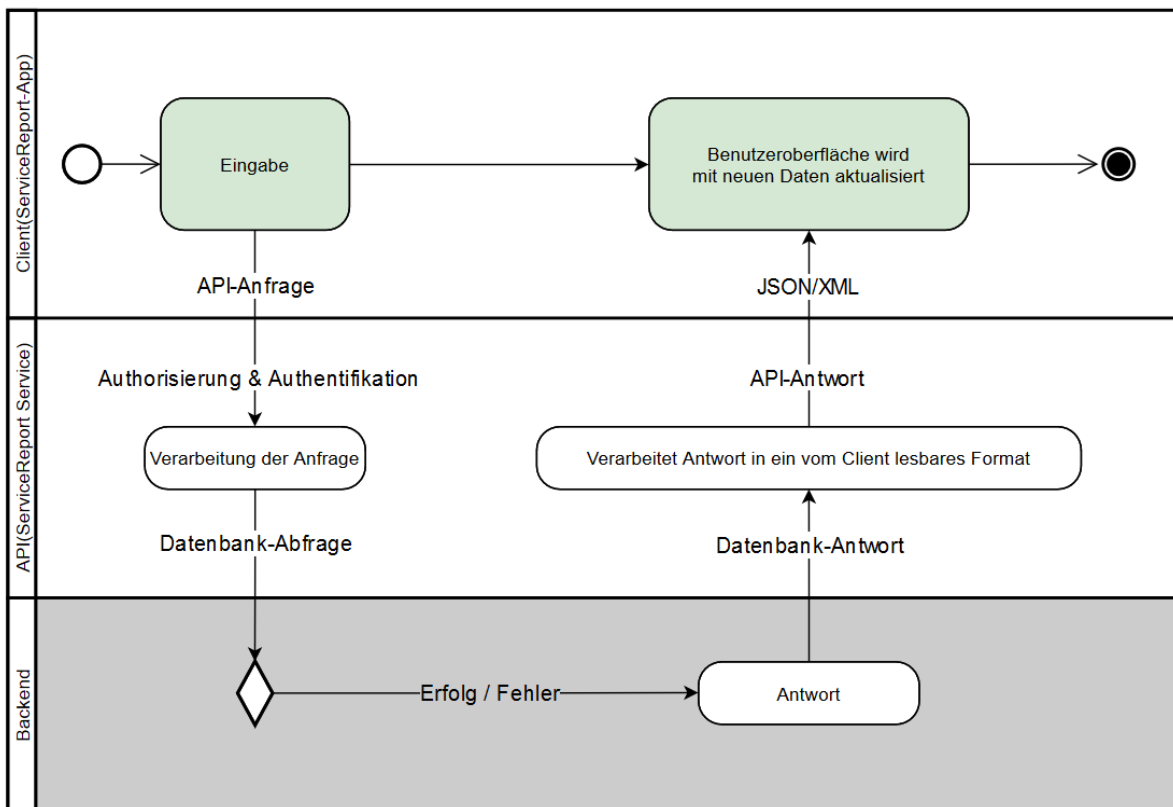 Client(ServiceReport-App)
Eingabe
Benutzeroberfläche wird
mit neuen Daten aktualisiert
API-Anfrage
JSON/XML
API(ServiceReport Service)
Authorisierung & Authentifikation
API-Antwort
Verarbeitung der Anfrage
Verarbeitet Antwort in ein vom Client lesbares Format
Datenbank-Abfrage
Datenbank-Antwort
Backend
Erfolg / Fehler
Antwort